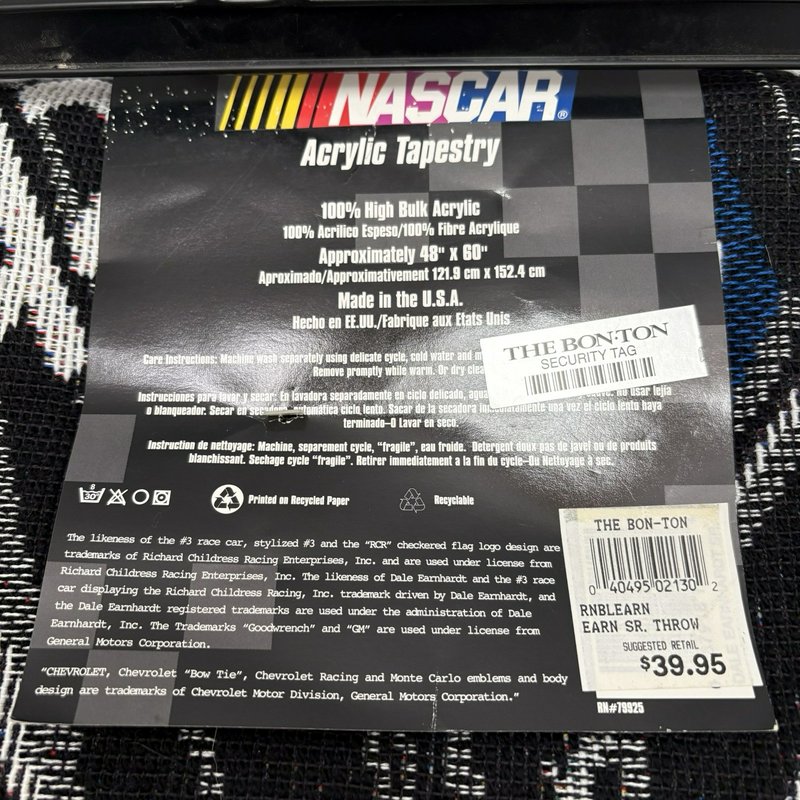 NASCAR®
Acrylic Tapestry
100% High Bulk Acrylic
100% Acrilico Espeso/100% Fibre Acrylique
Approximately 48" x 60"
Aproximado/Approximativement 121.9 cm x 152.4 cm
Made in the U.S.A.
Hecho en EE.UU./Fabrique aux Etats Unis
THE BON·TON
SECURITY TAG
Care Instructions: Machine wash separately using delicate cycle, cold water and
Remove promptly while warm. Or dry
Instrucciones para lavar y secar: En lavadora separadamente en ciclo delicado, no usar lejia
o blanqueador. Secar en ciclo lento. Sacar de la secadora una vez el ciclo lento haya
terminado-O Lavar en seco.
Instruction de nettoyage: Machine, separement cycle, "fragile", eau froide. Detergent doux pas de javel ou de produits
blanchissant. Sechage cycle "fragile". Retirer immediatement a la fin du cycle-Ou Nettoyage à sec.
8
30° Printed on Recycled Paper Recyclable
The likeness of the #3 race car, stylized #3 and the "RCR" checkered flag logo design are
trademarks of Richard Childress Racing Enterprises, Inc. and are used under license from
Richard Childress Racing Enterprises, Inc. The likeness of Dale Earnhardt and the #3 race
car displaying the Richard Childress Racing, Inc. trademark driven by Dale Earnhardt, and
the Dale Earnhardt registered trademarks are used under the administration of Dale
Earnhardt, Inc. The Trademarks "Goodwrench" and "GM" are used under license from
General Motors Corporation.
"CHEVROLET, Chevrolet "Bow Tie", Chevrolet Racing and Monte Carlo emblems and body
design are trademarks of Chevrolet Motor Division, General Motors Corporation."
THE BON-TON
0 40495 02130 2
RNBLEARN
EARN SR. THROW
SUGGESTED RETAIL
$39.95
RN#79925